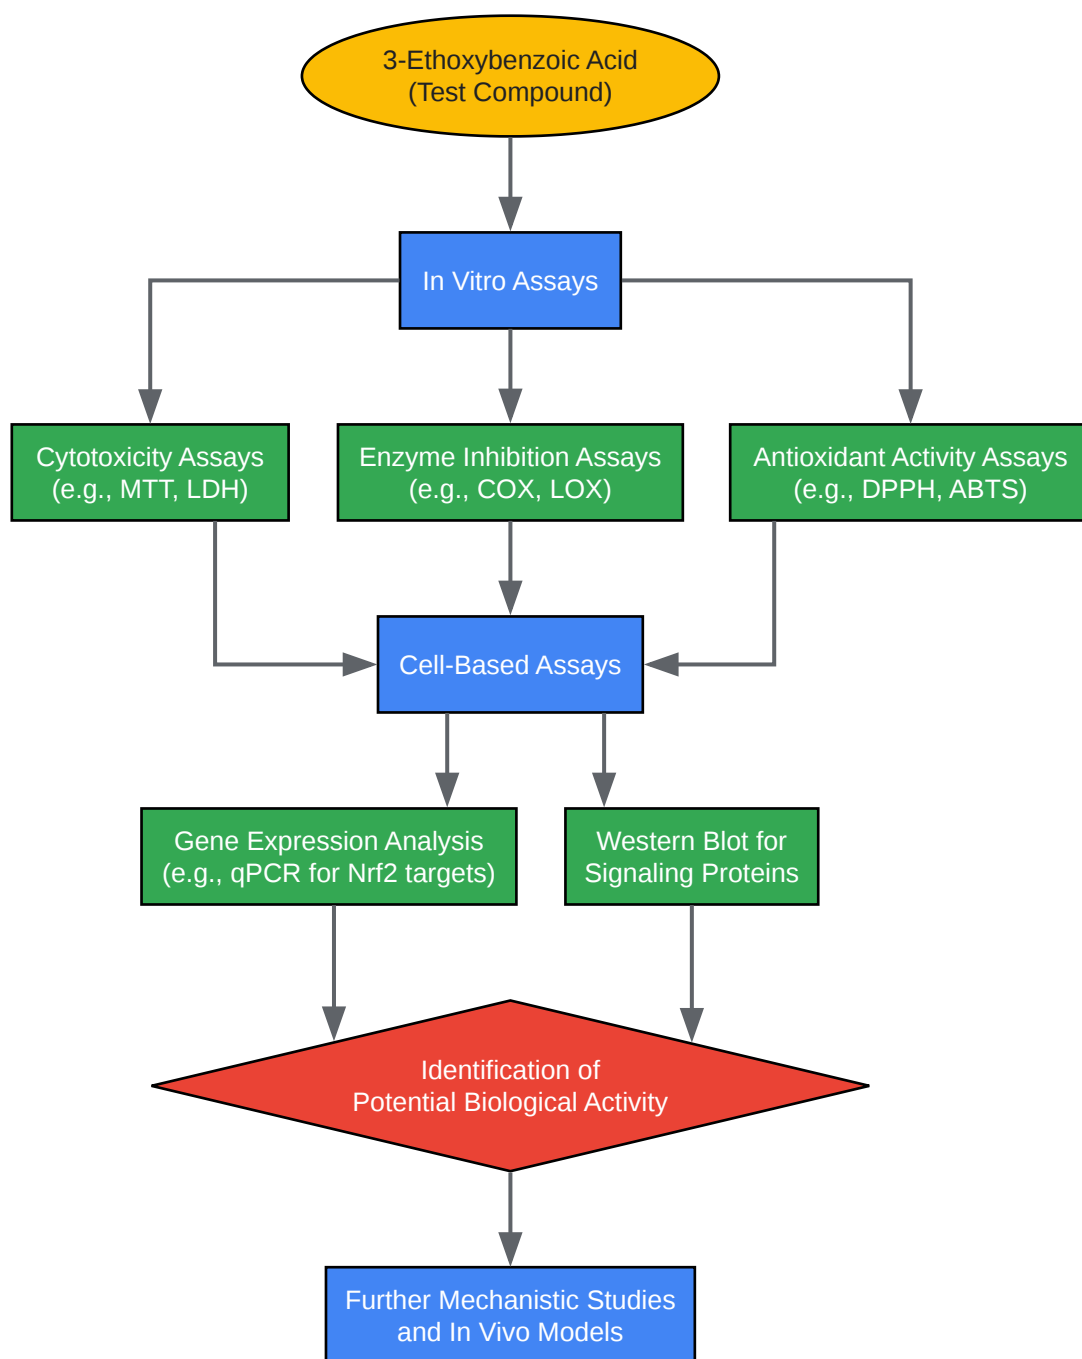 3-Ethoxybenzoic Acid
(Test Compound)
In Vitro Assays
Cytotoxicity Assays
(e.g., MTT, LDH)
Enzyme Inhibition Assays
(e.g., COX, LOX)
Antioxidant Activity Assays
(e.g., DPPH, ABTS)
Cell-Based Assays
Gene Expression Analysis
(e.g., qPCR for Nrf2 targets)
Western Blot for
Signaling Proteins
Identification of
Potential Biological Activity
Further Mechanistic Studies
and In Vivo Models